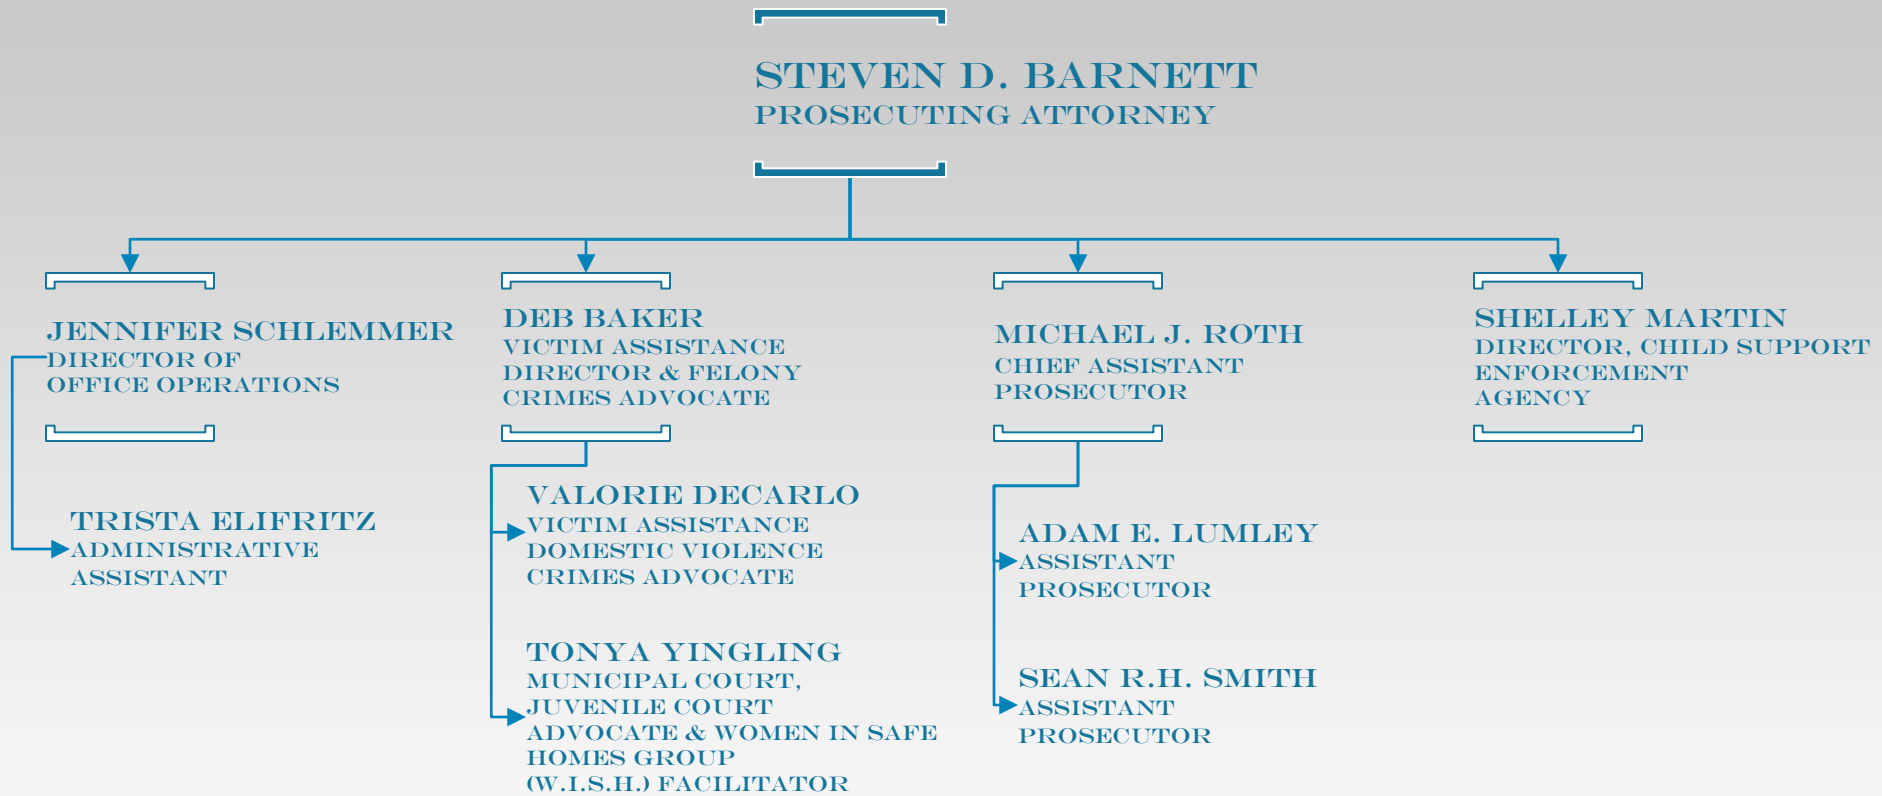 STEVEN D. BARNETT
PROSECUTING ATTORNEY
JENNIFER SCHLEMMER
DIRECTOR OF
OFFICE OPERATIONS
TRISTA ELIFRITZ
ADMINISTRATIVE
ASSISTANT
DEB BAKER
VICTIM ASSISTANCE
DIRECTOR & FELONY
CRIMES ADVOCATE
VALORIE DECARLO
VICTIM ASSISTANCE
DOMESTIC VIOLENCE
CRIMES ADVOCATE
TONYA YINGLING
MUNICIPAL COURT,
JUVENILE COURT
ADVOCATE & WOMEN IN SAFE
HOMES GROUP
(W.I.S.H.) FACILITATOR
MICHAEL J. ROTH
CHIEF ASSISTANT
PROSECUTOR
ADAM E. LUMLEY
ASSISTANT
PROSECUTOR
SEAN R.H. SMITH
ASSISTANT
PROSECUTOR
SHELLEY MARTIN
DIRECTOR, CHILD SUPPORT
ENFORCEMENT
AGENCY